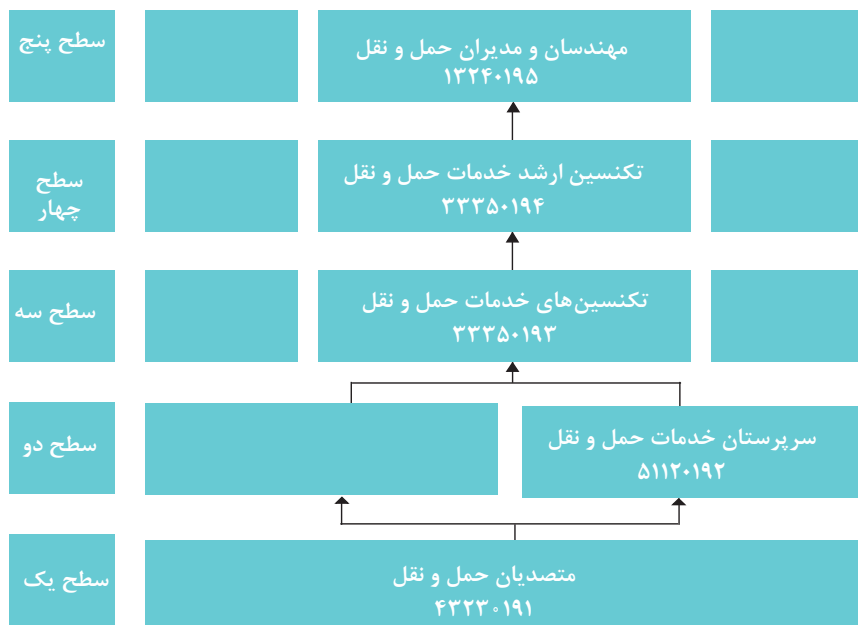 سطح پنج
مهندسان و مدیران حمل و نقل
۱۳۲۴۰۱۹۵
سطح
چهار
تکنسین ارشد خدمات حمل و نقل
۳۳۳۵۰۱۹۴
سطح سه
تکنسین‌های خدمات حمل و نقل
۳۳۳۵۰۱۹۳
سطح دو
سرپرستان خدمات حمل و نقل
۵۱۱۲۰۱۹۲
سطح یک
متصدیان حمل و نقل
۴۳۲۳۰۱۹۱